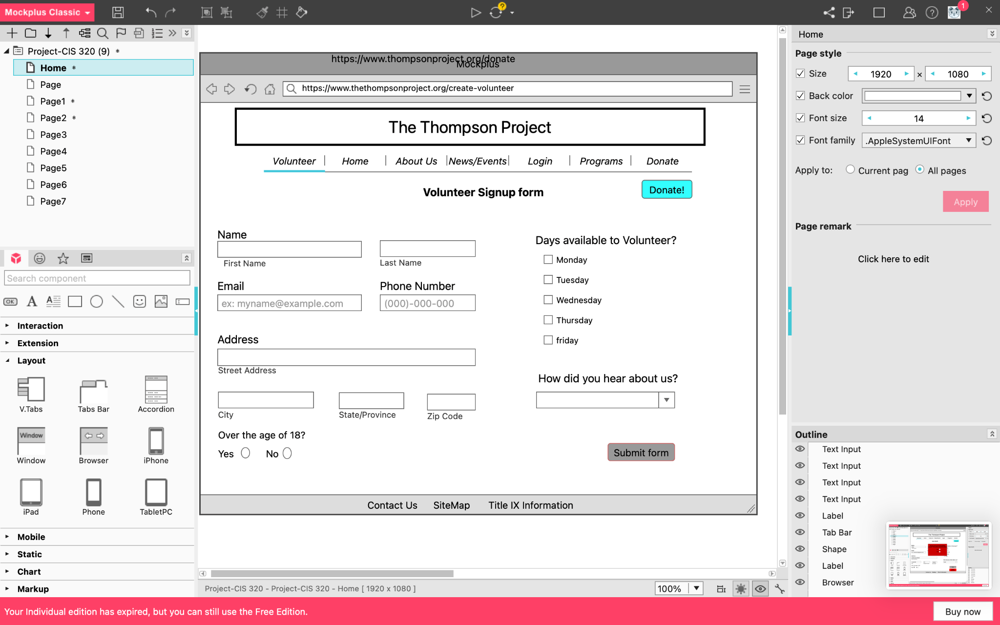 Mockplus Classic
?
1
Project-CIS 320 (9) *
Home *
Page
Page1 *
Page2 *
Page3
Page4
Page5
Page6
Page7
Search component
OK
A
A
Interaction
Extension
Layout
V.Tabs
Tabs Bar
Accordion
Window
Window
Browser
iPhone
iPad
Phone
TabletPC
Mobile
Static
Chart
Markup
https://www.thompsonproject.org/donate
Mockplus
https://www.thethompsonproject.org/create-volunteer
The Thompson Project
Volunteer
Home
About Us
News/Events
Login
Programs
Donate
Volunteer Signup form
Donate!
Name
First Name
Last Name
Email
Phone Number
ex: myname@example.com
(000)-000-000
Address
Street Address
City
State/Province
Zip Code
Over the age of 18?
Yes
No
Days available to Volunteer?
Monday
Tuesday
Wednesday
Thursday
friday
How did you hear about us?
Submit form
Contact Us
SiteMap
Title IX Information
Project-CIS 320 - Project-CIS 320 - Home [ 1920 x 1080 ]
100%
Home
Page style
Size
1920
×
1080
Back color
Font size
14
Font family
.AppleSystemUIFont
Apply to:
Current pag
All pages
Apply
Page remark
Click here to edit
Outline
Text Input
Text Input
Text Input
Text Input
Label
Tab Bar
Shape
Label
Browser
The Thompson Project
Your Individual edition has expired, but you can still use the Free Edition.
Buy now